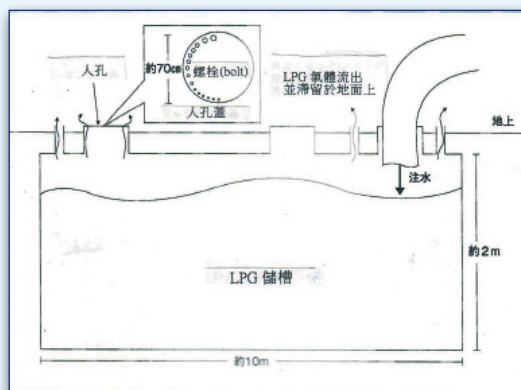 人孔
約70cm
螺栓(bolt)
人孔蓋
LPG 氣體流出
並滯留於地面上
地上
注水
約2m
LPG 儲槽
約10m